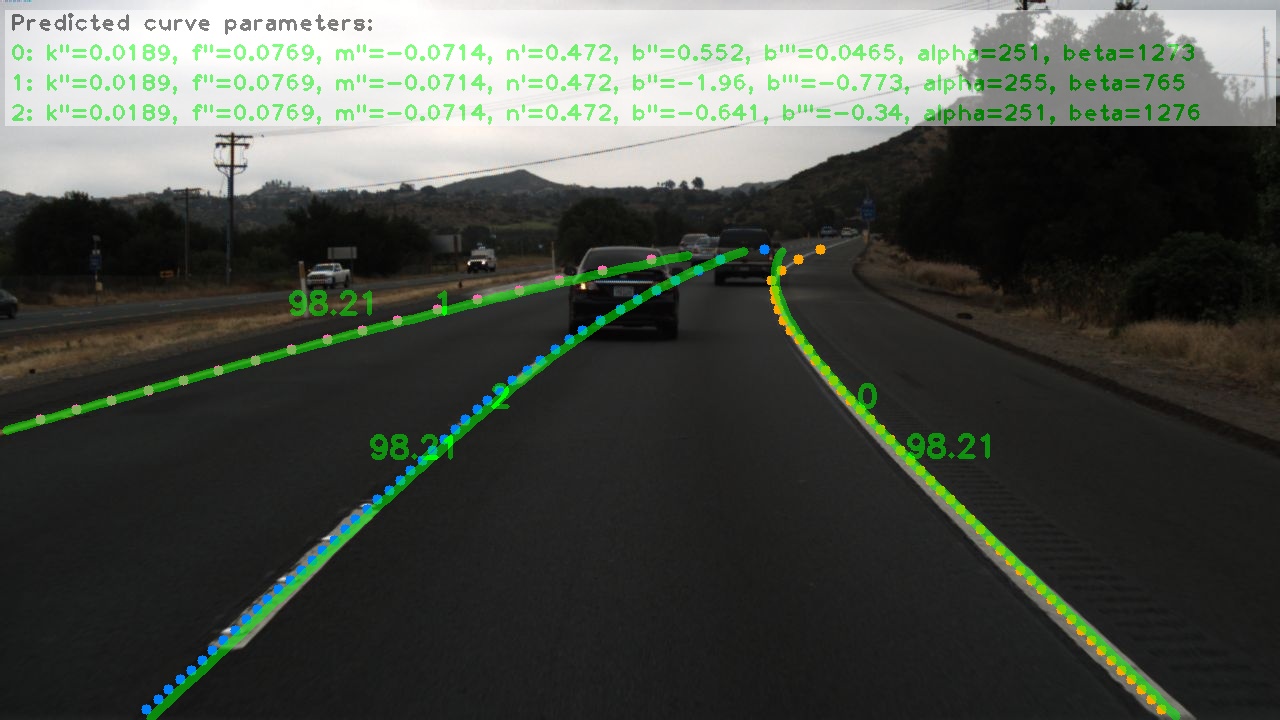 Predicted curve parameters:
0: k''=0.0189, f''=0.0769, m''=−0.0714, n'=0.472, b''=0.552, b'''=0.0465, alpha=251, beta=1273
1: k''=0.0189, f''=0.0769, m''=−0.0714, n'=0.472, b''=−1.96, b'''=−0.773, alpha=255, beta=765
2: k''=0.0189, f''=0.0769, m''=−0.0714, n'=0.472, b''=−0.641, b'''=−0.34, alpha=251, beta=1276
98.21
1
2
0
98.21
98.21